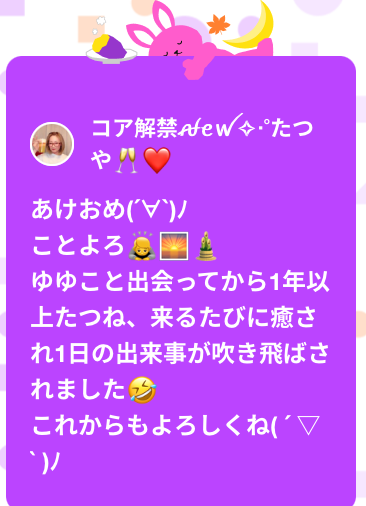 コア解禁𝓃ℯ𝓌✧‧˚たつ
や🥂❤️
あけおめ(´∀`)ﾉ
ことよろ🙇🌅🎍
ゆゆこと出会ってから1年以
上たつね、来るたびに癒さ
れ1日の出来事が吹き飛ばさ
れました🤣
これからもよろしくね( ´ ▽
` )ﾉ